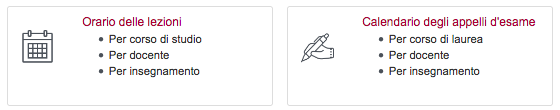 Orario delle lezioni
Per corso di studio
Per docente
Per insegnamento
Calendario degli appelli d'esame
Per corso di laurea
Per docente
Per insegnamento